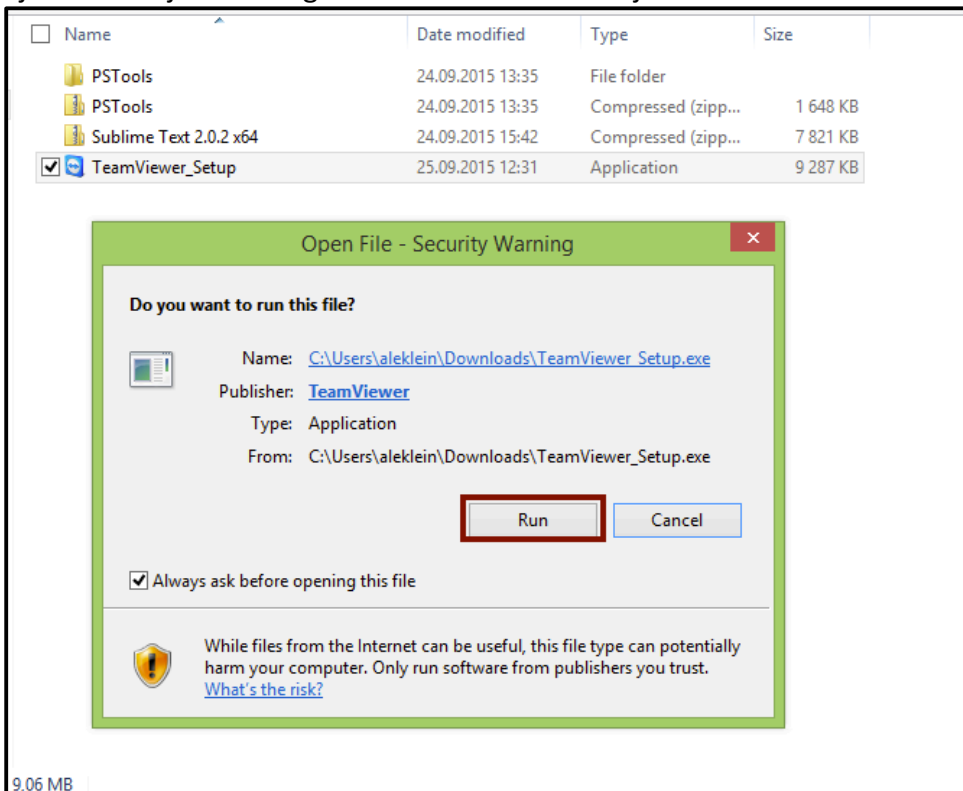 Name Date modified Type Size
PSTools 24.09.2015 13:35 File folder
PSTools 24.09.2015 13:35 Compressed (zipp... 1 648 KB
Sublime Text 2.0.2 x64 24.09.2015 15:42 Compressed (zipp... 7 821 KB
TeamViewer_Setup 25.09.2015 12:31 Application 9 287 KB
Open File - Security Warning
Do you want to run this file?
Name: C:\Users\aleklein\Downloads\TeamViewer_Setup.exe
Publisher: TeamViewer
Type: Application
From: C:\Users\aleklein\Downloads\TeamViewer_Setup.exe
Run Cancel
Always ask before opening this file
While files from the Internet can be useful, this file type can potentially
harm your computer. Only run software from publishers you trust.
What's the risk?
9,06 MB